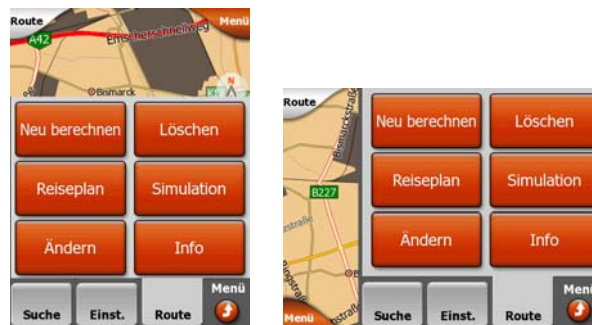 Route
Menü
A42
Emscherschnellweg
Bismarck
N
Neu berechnen
Löschen
Reiseplan
Simulation
Ändern
Info
Menü
Suche
Einst.
Route
Route
Bismarckstraße
B227
Ringstraße
Menü
Neu berechnen
Löschen
Reiseplan
Simulation
Ändern
Info
Menü
Suche
Einst.
Route